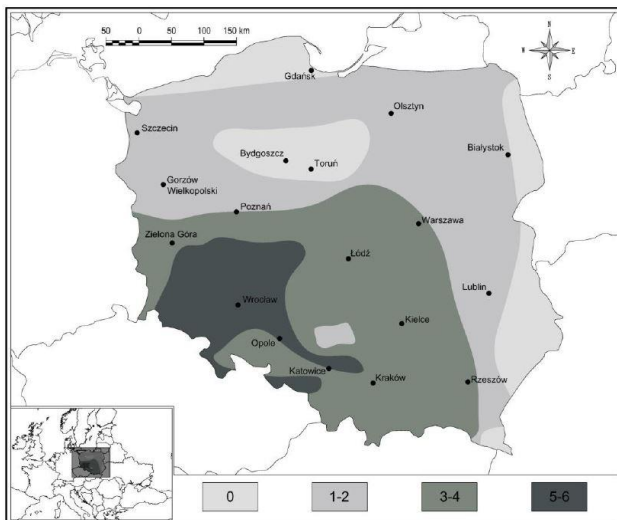 50 0 50 100 150 km
N
W E
S
Gdańsk
Olsztyn
Szczecin
Białystok
Bydgoszcz
Toruń
Gorzów
Wielkopolski
Poznań
Warszawa
Zielona Góra
Łódź
Lublin
Wrocław
Kielce
Opole
Katowice
Kraków
Rzeszów
0 1-2 3-4 5-6